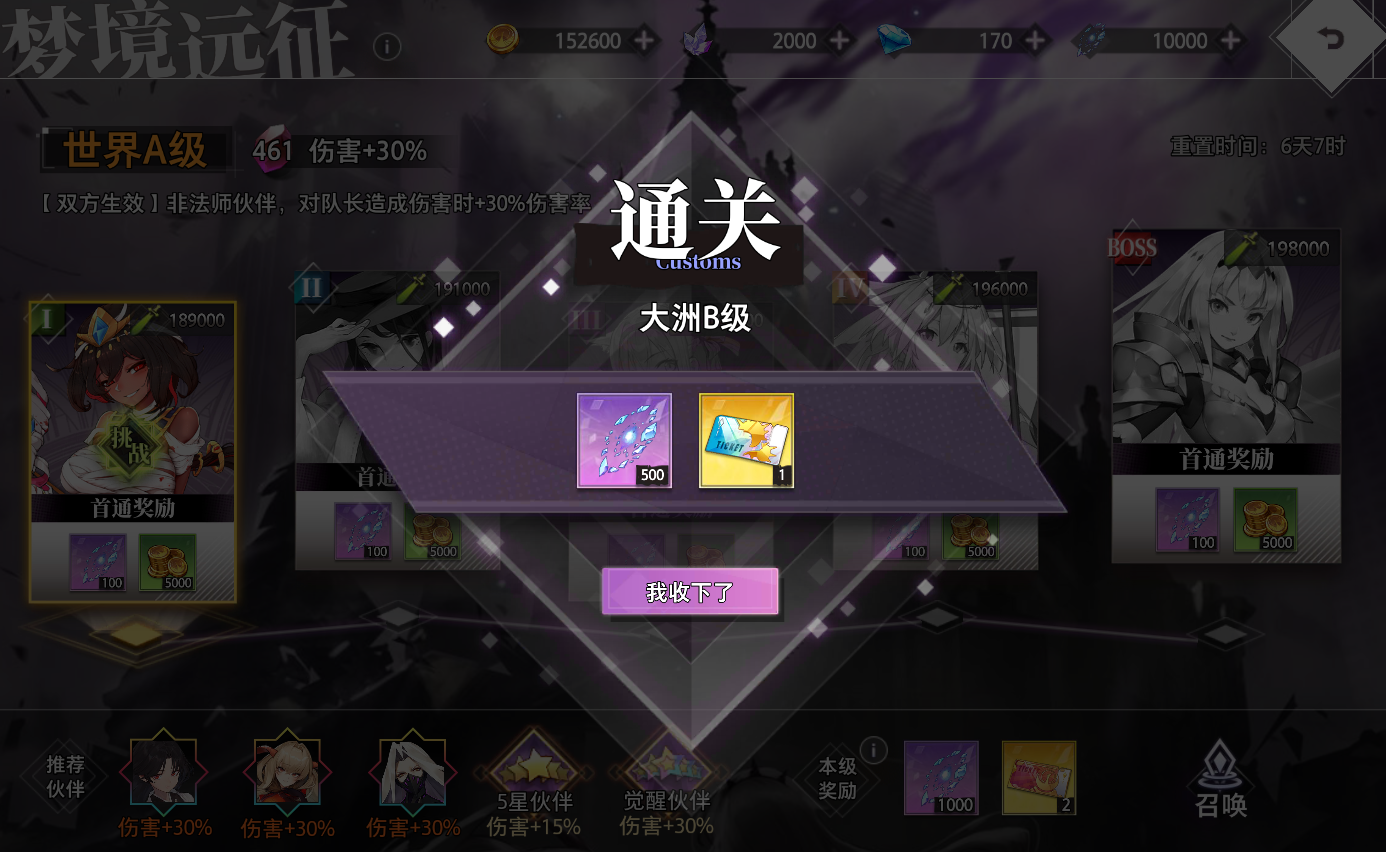 梦境远征
152600
2000
170
10000
世界A级
461 伤害+30%
重置时间：6天7时
【双方生效】非法师伙伴，对队长造成伤害时+30%伤害率
通关
Customs
大洲B级
I
189000
挑战
首通奖励
100
5000
II
191000
首通
100
5000
III
IV
196000
100
5000
BOSS
198000
首通奖励
100
5000
500
TICKET
1
我收下了
推荐伙伴
伤害+30%
伤害+30%
伤害+30%
5星伙伴
伤害+15%
觉醒伙伴
伤害+30%
本级奖励
1000
2
召唤